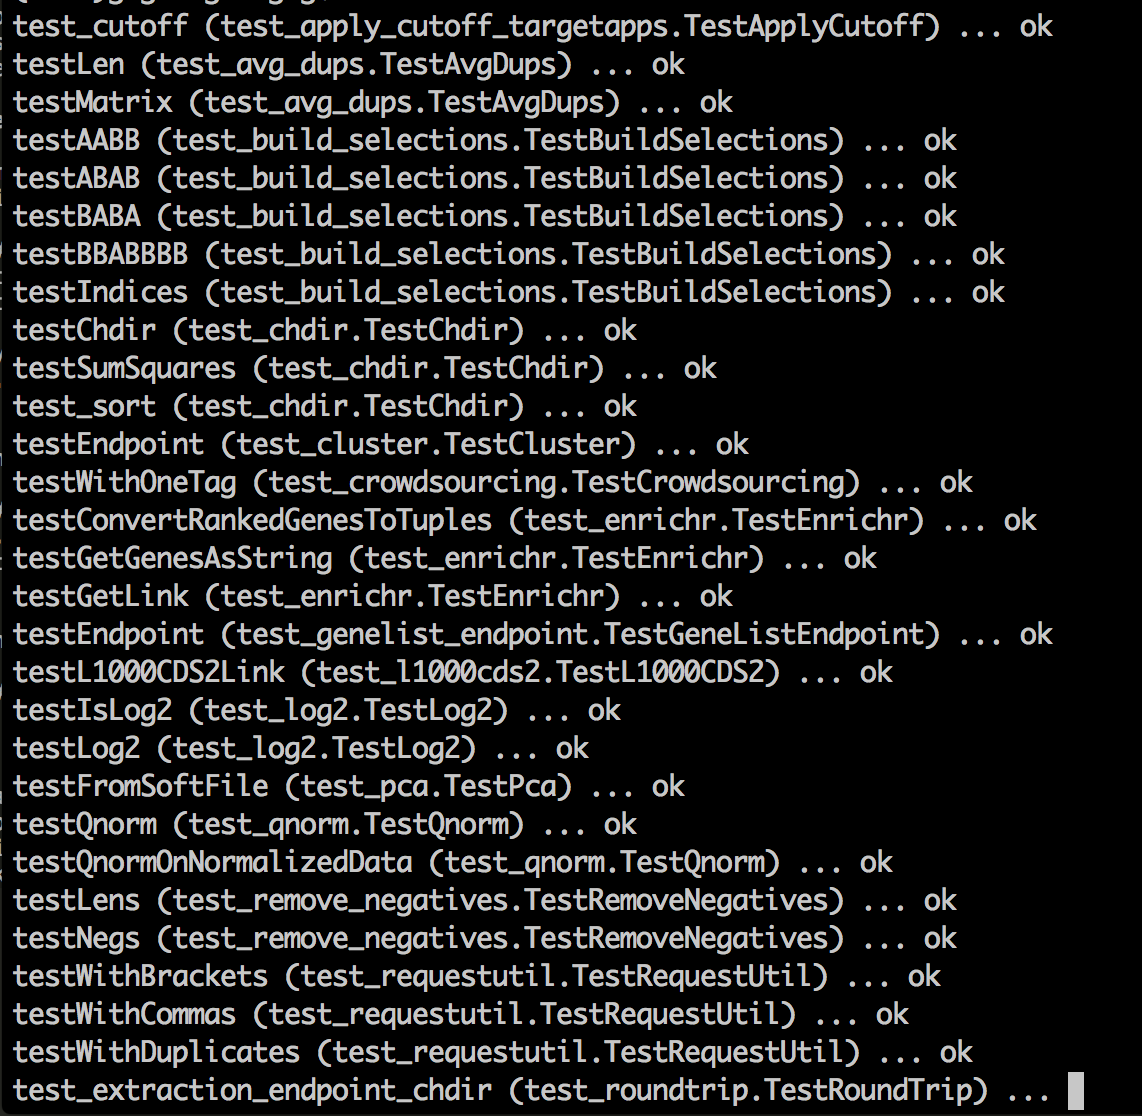 test_cutoff (test_apply_cutoff_targetapps.TestApplyCutoff) ... ok
testLen (test_avg_dups.TestAvgDups) ... ok
testMatrix (test_avg_dups.TestAvgDups) ... ok
testAABB (test_build_selections.TestBuildSelections) ... ok
testABAB (test_build_selections.TestBuildSelections) ... ok
testBABA (test_build_selections.TestBuildSelections) ... ok
testBBABBBB (test_build_selections.TestBuildSelections) ... ok
testIndices (test_build_selections.TestBuildSelections) ... ok
testChdir (test_chdir.TestChdir) ... ok
testSumSquares (test_chdir.TestChdir) ... ok
test_sort (test_chdir.TestChdir) ... ok
testEndpoint (test_cluster.TestCluster) ... ok
testWithOneTag (test_crowdsourcing.TestCrowdsourcing) ... ok
testConvertRankedGenesToTuples (test_enrichr.TestEnrichr) ... ok
testGetGenesAsString (test_enrichr.TestEnrichr) ... ok
testGetLink (test_enrichr.TestEnrichr) ... ok
testEndpoint (test_genelist_endpoint.TestGeneListEndpoint) ... ok
testL1000CDS2Link (test_l1000cds2.TestL1000CDS2) ... ok
testIsLog2 (test_log2.TestLog2) ... ok
testLog2 (test_log2.TestLog2) ... ok
testFromSoftFile (test_pca.TestPca) ... ok
testQnorm (test_qnorm.TestQnorm) ... ok
testQnormOnNormalizedData (test_qnorm.TestQnorm) ... ok
testLens (test_remove_negatives.TestRemoveNegatives) ... ok
testNegs (test_remove_negatives.TestRemoveNegatives) ... ok
testWithBrackets (test_requestutil.TestRequestUtil) ... ok
testWithCommas (test_requestutil.TestRequestUtil) ... ok
testWithDuplicates (test_requestutil.TestRequestUtil) ... ok
test_extraction_endpoint_chdir (test_roundtrip.TestRoundTrip) ...